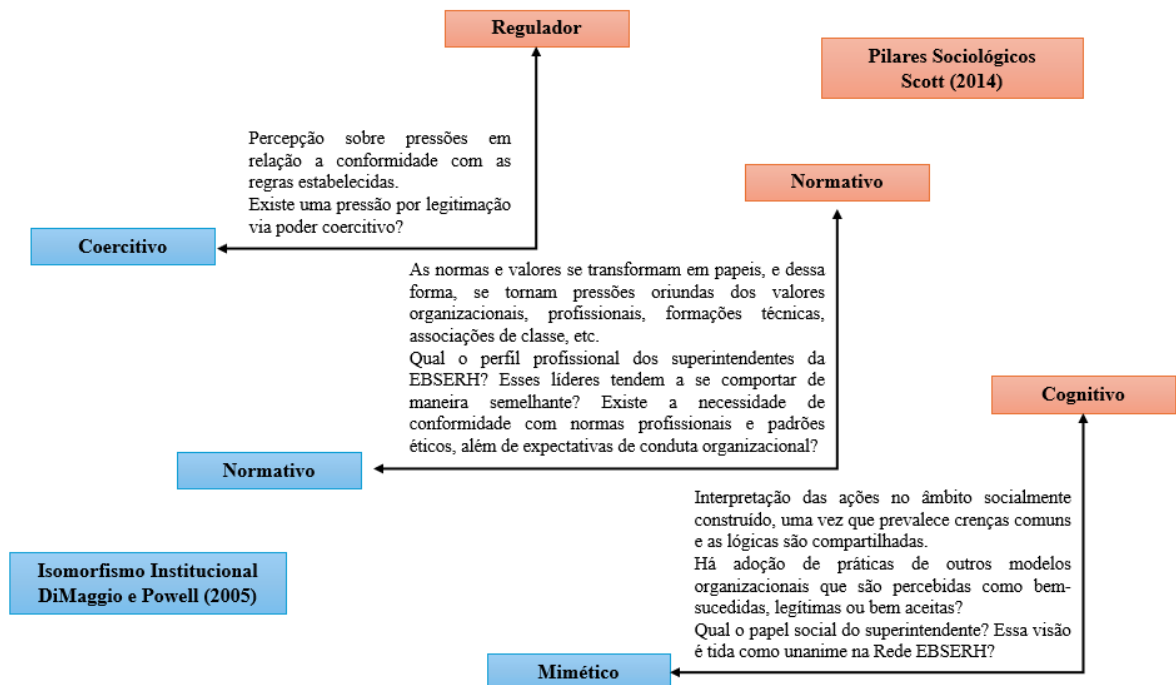 Regulador
Pilares Sociológicos
Scott (2014)
Percepção sobre pressões em
relação a conformidade com as
regras estabelecidas.
Existe uma pressão por legitimação
via poder coercitivo?
Normativo
Coercitivo
As normas e valores se transformam em papeis, e dessa
forma, se tornam pressões oriundas dos valores
organizacionais, profissionais, formações técnicas,
associações de classe, etc.
Qual o perfil profissional dos superintendentes da
EBSERH? Esses líderes tendem a se comportar de
maneira semelhante? Existe a necessidade de
conformidade com normas profissionais e padrões
éticos, além de expectativas de conduta organizacional?
Cognitivo
Normativo
Interpretação das ações no âmbito socialmente
construído, uma vez que prevalece crenças comuns
e as lógicas são compartilhadas.
Há adoção de práticas de outros modelos
organizacionais que são percebidas como bem-
sucedidas, legítimas ou bem aceitas?
Qual o papel social do superintendente? Essa visão
é tida como unanime na Rede EBSERH?
Isomorfismo Institucional
DiMaggio e Powell (2005)
Mimético